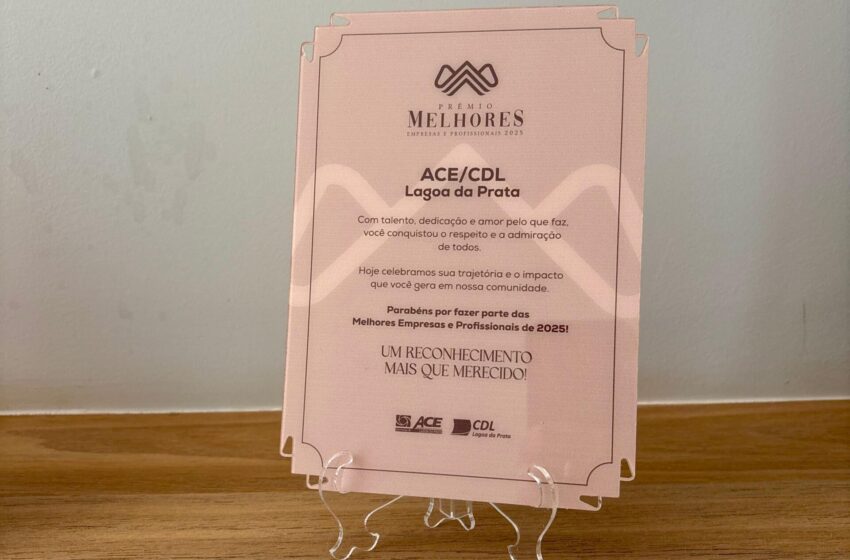 PRÊMIO
MELHORES
EMPRESAS E PROFISSIONAIS 2025
ACE/CDL
Lagoa da Prata
Com talento, dedicação e amor pelo que faz,
você conquistou o respeito e a admiração
de todos.
Hoje celebramos sua trajetória e o impacto
que você gera em nossa comunidade.
Parabéns por fazer parte das
Melhores Empresas e Profissionais de 2025!
UM RECONHECIMENTO
MAIS QUE MERECIDO!
ACE
CDL
Lagoa da Prata